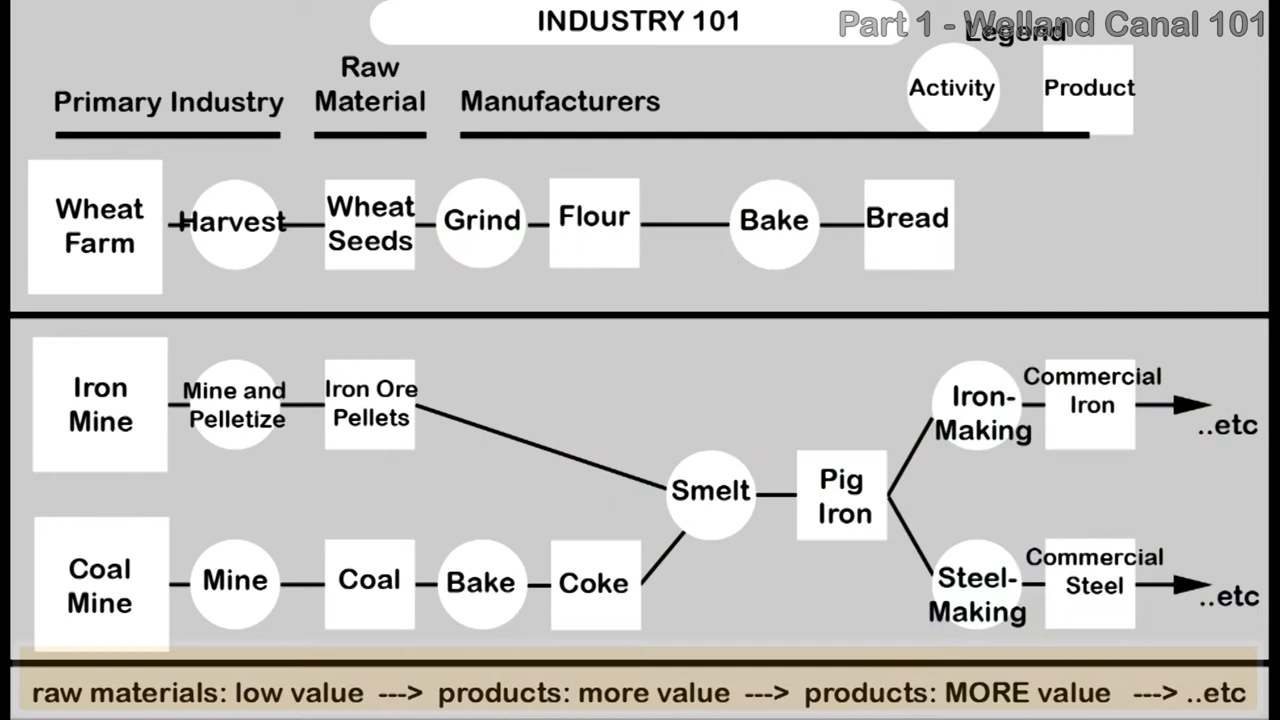 INDUSTRY 101
Part 1 - Welland Canal 101
Legend
Activity
Product
Primary Industry
Raw
Material
Manufacturers
Wheat
Farm
Harvest
Wheat
Seeds
Grind
Flour
Bake
Bread
Iron
Mine
Mine and
Pelletize
Iron Ore
Pellets
Smelt
Pig
Iron
Iron-
Making
Commercial
Iron
..etc
Coal
Mine
Mine
Coal
Bake
Coke
Steel-
Making
Commercial
Steel
..etc
raw materials: low value ---> products: more value ---> products: MORE value ---> ..etc